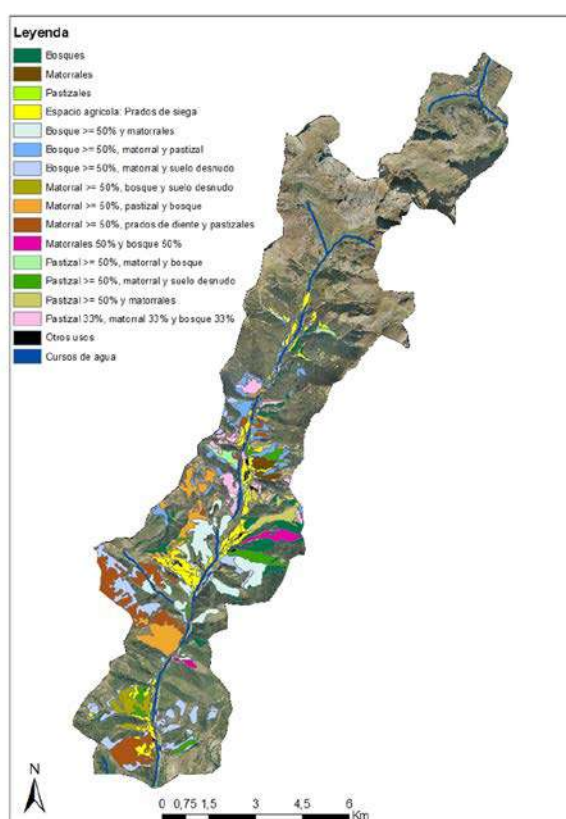 Leyenda
Bosques
Matorrales
Pastizales
Espacio agrícola: Prados de siega
Bosque >= 50% y matorrales
Bosque >= 50%, matorral y pastizal
Bosque >= 50%, matorral y suelo desnudo
Matorral >= 50%, bosque y suelo desnudo
Matorral >= 50%, pastizal y bosque
Matorral >= 50%, prados de diente y pastizales
Matorrales 50% y bosque 50%
Pastizal >= 50%, matorral y bosque
Pastizal >= 50%, matorral y suelo desnudo
Pastizal >= 50% y matorrales
Pastizal 33%, matorral 33% y bosque 33%
Otros usos
Cursos de agua
N
0 0,75 1,5 3 4,5 6
Km